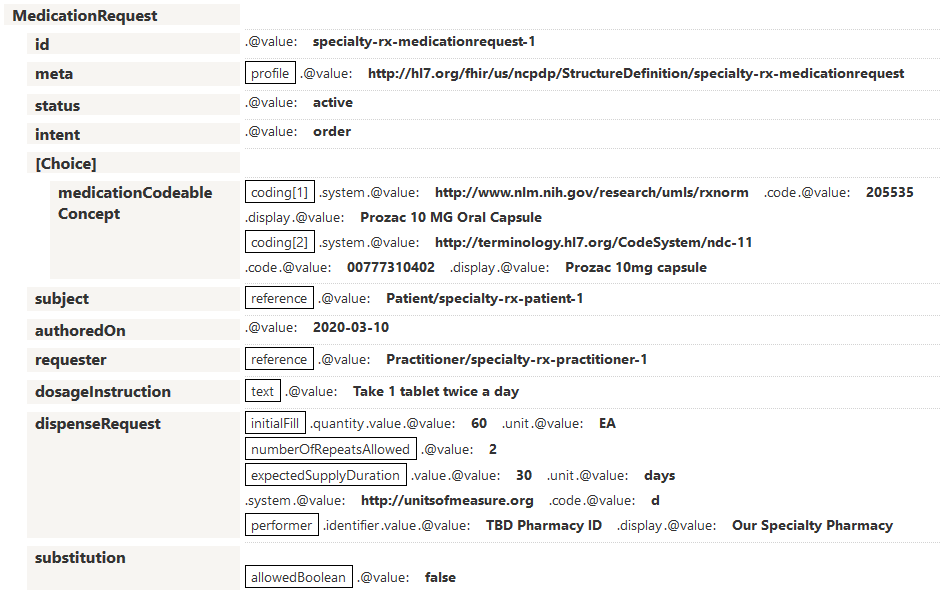 MedicationRequest
id .@value: specialty-rx-medicationrequest-1
meta profile .@value: http://hl7.org/fhir/us/ncpdp/StructureDefinition/specialty-rx-medicationrequest
status .@value: active
intent .@value: order
[Choice]
medicationCodeable coding[1] .system.@value: http://www.nlm.nih.gov/research/umls/rxnorm .code.@value: 205535
Concept .display.@value: Prozac 10 MG Oral Capsule
coding[2] .system.@value: http://terminology.hl7.org/CodeSystem/ndc-11
.code.@value: 00777310402 .display.@value: Prozac 10mg capsule
subject reference .@value: Patient/specialty-rx-patient-1
authoredOn .@value: 2020-03-10
requester reference .@value: Practitioner/specialty-rx-practitioner-1
dosageInstruction text .@value: Take 1 tablet twice a day
dispenseRequest initialFill .quantity.value.@value: 60 .unit.@value: EA
numberOfRepeatsAllowed .@value: 2
expectedSupplyDuration .value.@value: 30 .unit.@value: days
.system.@value: http://unitsofmeasure.org .code.@value: d
performer .identifier.value.@value: TBD Pharmacy ID .display.@value: Our Specialty Pharmacy
substitution
allowedBoolean .@value: false